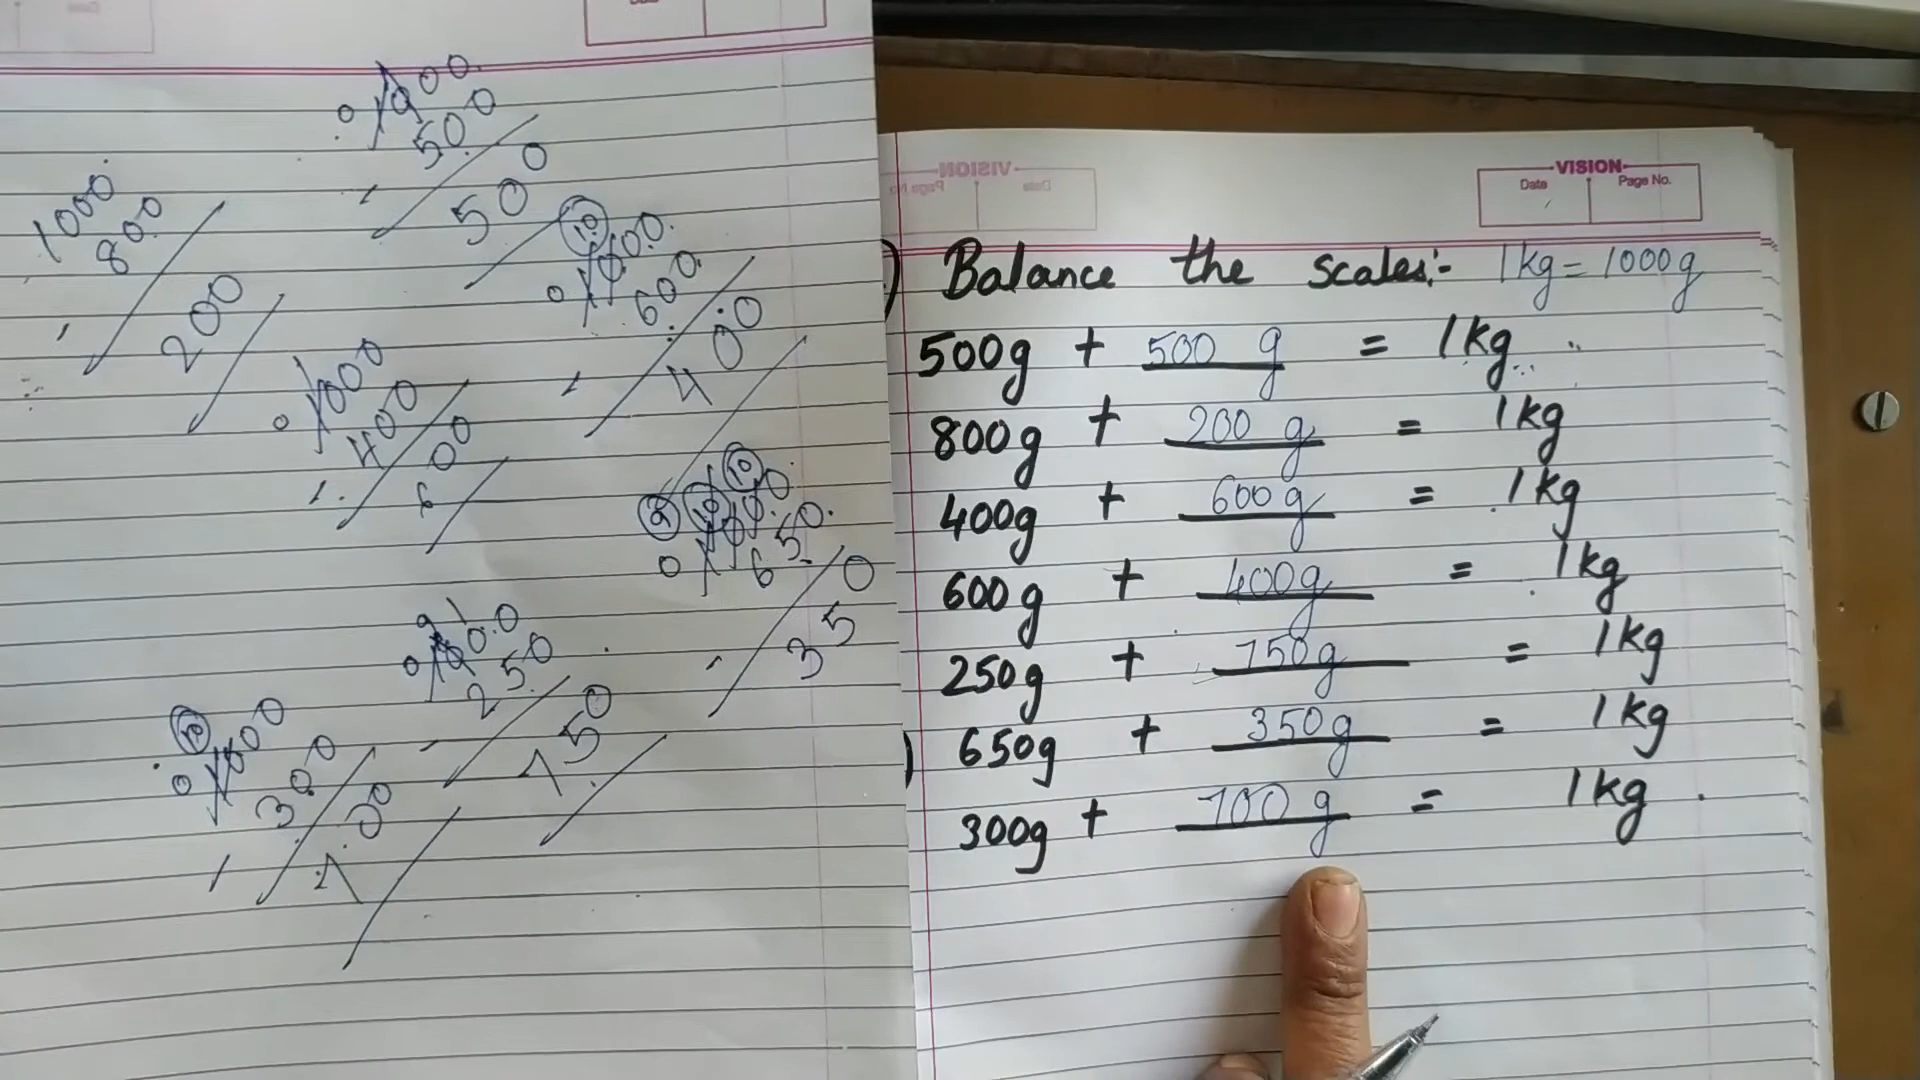 1000
800
200
1000
500
500
1000
400
600
1000
600
400
1000
650
350
1000
250
750
1000
300
700
VISION
Date
Page No.
Balance the scales:- 1kg = 1000g
500g + 500 g = 1kg
800g + 200 g = 1kg
400g + 600g = 1kg
600g + 400g = 1kg
250g + 750g = 1kg
650g + 350g = 1kg
300g + 700 g = 1kg